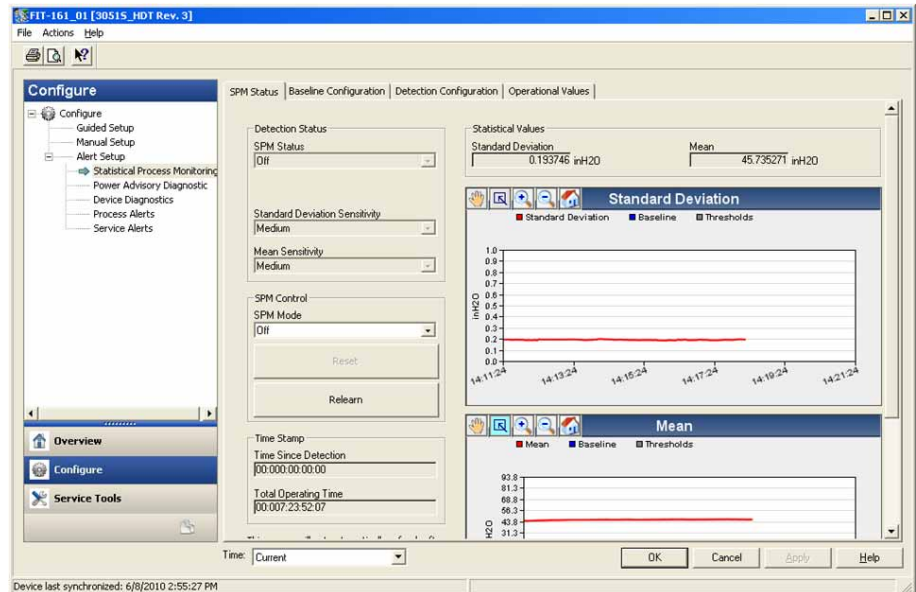 FIT-161_01 [3051S_HDT Rev. 3]
File Actions Help
Configure
Configure
Guided Setup
Manual Setup
Alert Setup
Statistical Process Monitoring
Power Advisory Diagnostic
Device Diagnostics
Process Alerts
Service Alerts
Overview
Configure
Service Tools
SPM Status Baseline Configuration Detection Configuration Operational Values
Detection Status
SPM Status
Off
Standard Deviation Sensitivity
Medium
Mean Sensitivity
Medium
SPM Control
SPM Mode
Off
Reset
Relearn
Time Stamp
Time Since Detection
00:000:00:00:00
Total Operating Time
00:007:23:52:07
Statistical Values
Standard Deviation Mean
0.193746 inH2O 45.735271 inH2O
Standard Deviation
Standard Deviation Baseline Thresholds
1.0
0.9
0.8
0.7
0.6
0.5
0.4
0.3
0.2
0.1
0.0
inH2O
14:11:24 14:13:24 14:15:24 14:17:24 14:19:24 14:21:24
Mean
Mean Baseline Thresholds
93.8
81.3
68.8
56.3
43.8
31.3
H2O
Time: Current
OK Cancel Apply Help
Device last synchronized: 6/8/2010 2:55:27 PM